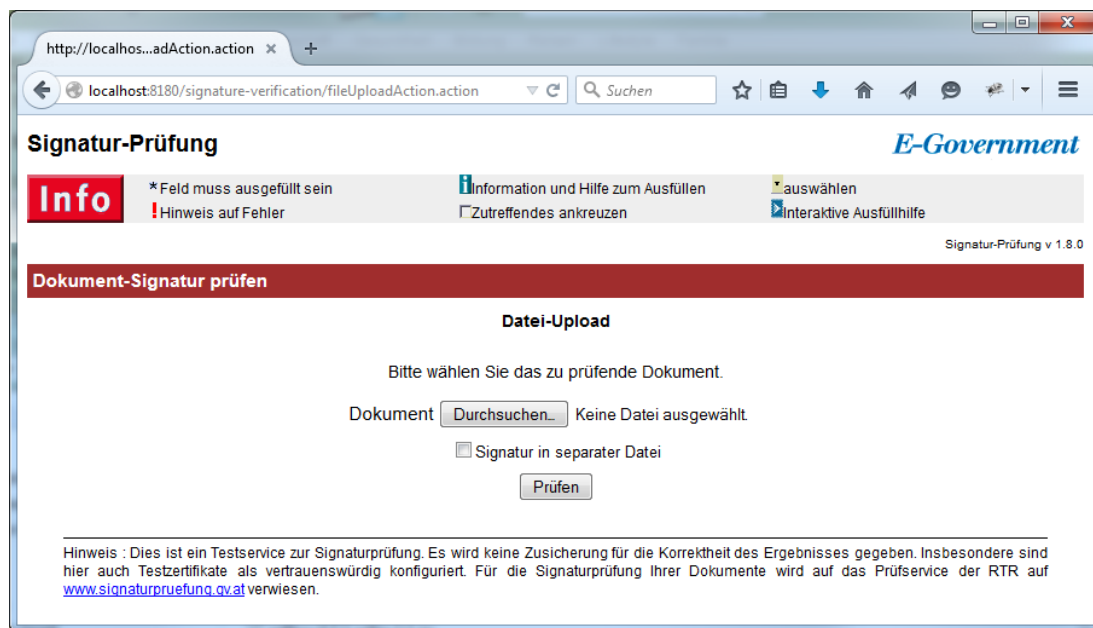 http://localhos...adAction.action × +
localhost:8180/signature-verification/fileUploadAction.action Suchen
Signatur-Prüfung E-Government
Info *Feld muss ausgefüllt sein iInformation und Hilfe zum Ausfüllen auswählen
!Hinweis auf Fehler Zutreffendes ankreuzen Interaktive Ausfüllhilfe
Signatur-Prüfung v 1.8.0
Dokument-Signatur prüfen
Datei-Upload
Bitte wählen Sie das zu prüfende Dokument.
Dokument Durchsuchen... Keine Datei ausgewählt.
Signatur in separater Datei
Prüfen
Hinweis : Dies ist ein Testservice zur Signaturprüfung. Es wird keine Zusicherung für die Korrektheit des Ergebnisses gegeben. Insbesondere sind
hier auch Testzertifikate als vertrauenswürdig konfiguriert. Für die Signaturprüfung Ihrer Dokumente wird auf das Prüfservice der RTR auf
www.signaturpruefung.gv.at verwiesen.